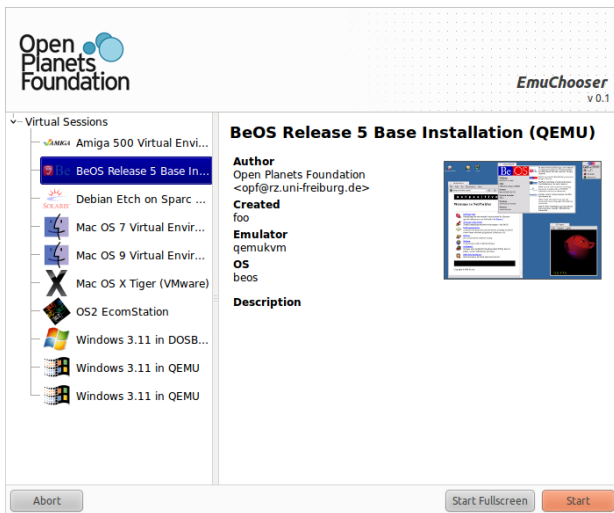 Open
Planets
Foundation
EmuChooser
v 0.1
Virtual Sessions
AMIGA Amiga 500 Virtual Envi...
Be BeOS Release 5 Base In...
SOLARIS Debian Etch on Sparc ...
Mac OS 7 Virtual Envir...
Mac OS 9 Virtual Envir...
Mac OS X Tiger (VMware)
OS2 EcomStation
Windows 3.11 in DOSB...
Windows 3.11 in QEMU
Windows 3.11 in QEMU
BeOS Release 5 Base Installation (QEMU)
Author
Open Planets Foundation
<opf@rz.uni-freiburg.de>
Created
foo
Emulator
qemukvm
OS
beos
Description
BeOS
Abort
Start Fullscreen
Start